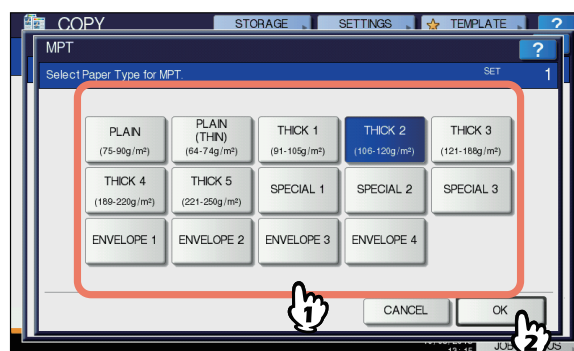 COPY STORAGE SETTINGS TEMPLATE ?
MPT ?
Select Paper Type for MPT. SET 1
PLAIN
(75-90g/m²)
PLAIN
(THIN)
(64-74g/m²)
THICK 1
(91-105g/m²)
THICK 2
(106-120g/m²)
THICK 3
(121-188g/m²)
THICK 4
(189-220g/m²)
THICK 5
(221-250g/m²)
SPECIAL 1
SPECIAL 2
SPECIAL 3
ENVELOPE 1
ENVELOPE 2
ENVELOPE 3
ENVELOPE 4
1
CANCEL
OK
2